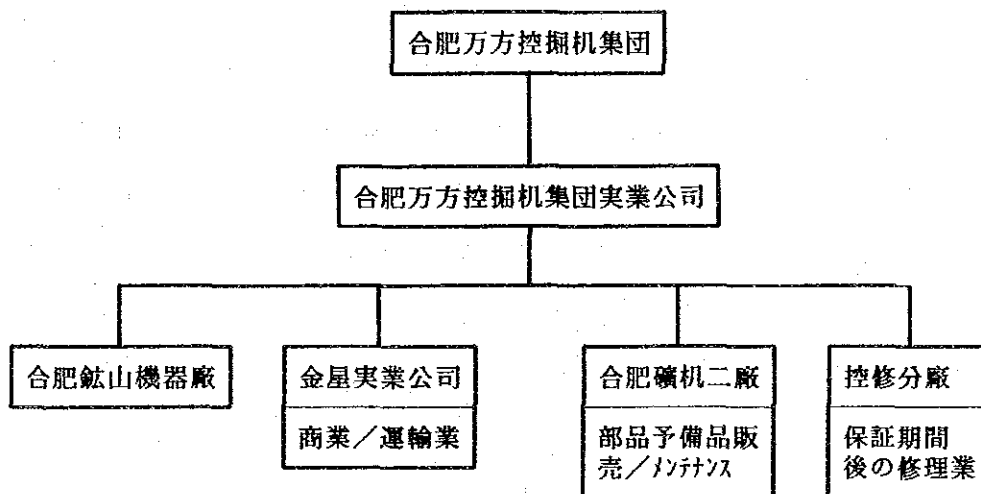 合肥万方控掘机集団
合肥万方控掘机集団実業公司
合肥鉱山機器廠
金星実業公司
商業／運輸業
合肥礦机二廠
部品予備品販
売／メンテナンス
控修分廠
保証期間
後の修理業